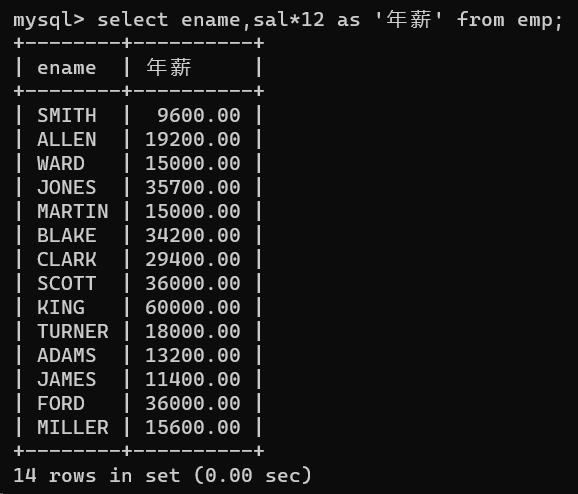 mysql> select ename,sal*12 as '年薪' from emp;
+--------+----------+
| ename  | 年薪     |
+--------+----------+
| SMITH  |  9600.00 |
| ALLEN  | 19200.00 |
| WARD   | 15000.00 |
| JONES  | 35700.00 |
| MARTIN | 15000.00 |
| BLAKE  | 34200.00 |
| CLARK  | 29400.00 |
| SCOTT  | 36000.00 |
| KING   | 60000.00 |
| TURNER | 18000.00 |
| ADAMS  | 13200.00 |
| JAMES  | 11400.00 |
| FORD   | 36000.00 |
| MILLER | 15600.00 |
+--------+----------+
14 rows in set (0.00 sec)